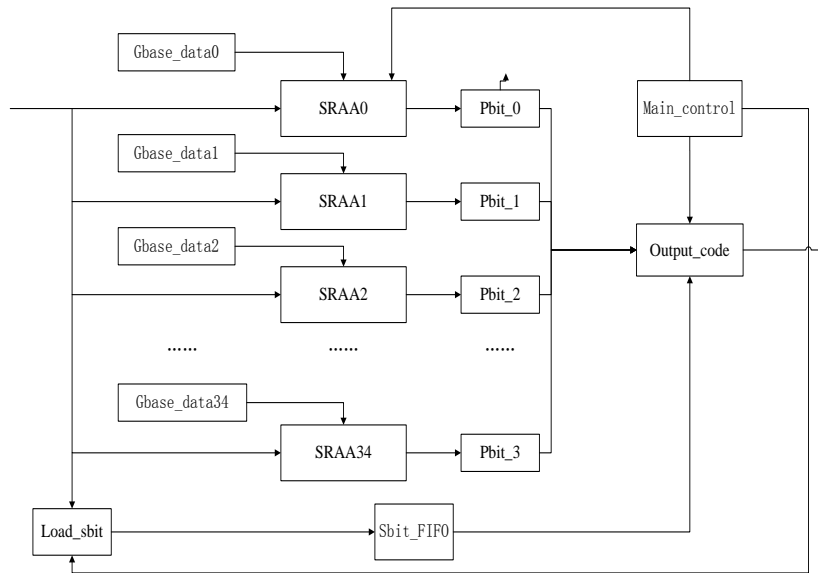 Gbase_data0
SRAA0
Pbit_0
Main_control
Gbase_data1
SRAA1
Pbit_1
Gbase_data2
Output_code
SRAA2
Pbit_2
...... ...... ......
Gbase_data34
SRAA34
Pbit_3
Load_sbit
Sbit_FIFO